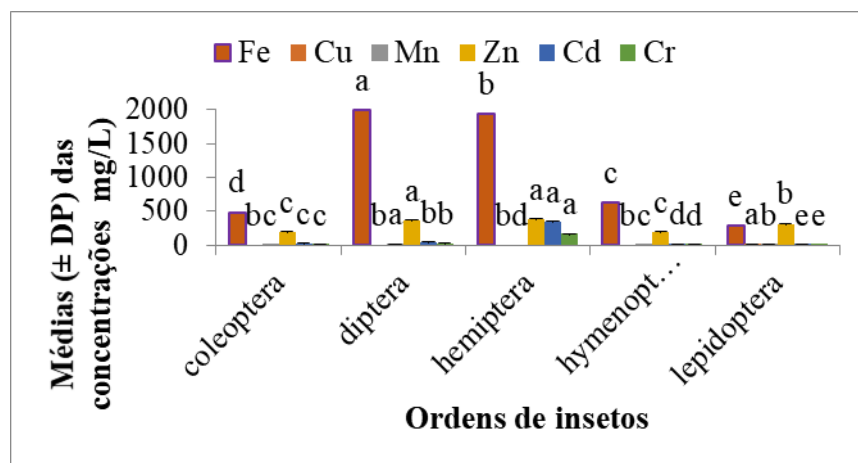 Fe Cu Mn Zn Cd Cr
2000
1500
1000
500
0
Médias (± DP) das
concentrações mg/L)
d bc c c c
a ba a bb
b bd a a a
c bc c dd
e ab b ee
coleoptera
diptera
hemiptera
hymenopt…
lepidoptera
Ordens de insetos